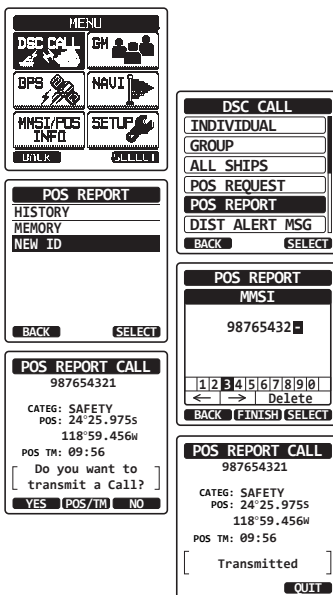 MENU
DSC CALL
GM
GPS
NAVI
MMSI/POS
INFO
SETUP
BACK
SELECT
DSC CALL
INDIVIDUAL
GROUP
ALL SHIPS
POS REQUEST
POS REPORT
DIST ALERT MSG
BACK
SELECT
POS REPORT
HISTORY
MEMORY
NEW ID
BACK
SELECT
POS REPORT
MMSI
98765432-
1 2 3 4 5 6 7 8 9 0
← → Delete
BACK FINISH SELECT
POS REPORT CALL
987654321
CATEG: SAFETY
POS: 24°25.975S
118°59.456W
POS TM: 09:56
Do you want to
transmit a Call?
YES POS/TM NO
POS REPORT CALL
987654321
CATEG: SAFETY
POS: 24°25.975S
118°59.456W
POS TM: 09:56
Transmitted
QUIT